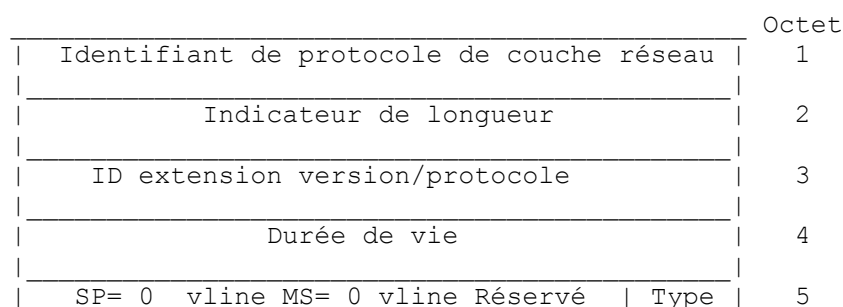 Octet
| Identifiant de protocole de couche réseau | 1
| Indicateur de longueur | 2
| ID extension version/protocole | 3
| Durée de vie | 4
| SP= 0 vline MS= 0 vline Réservé | Type | 5